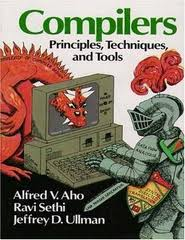 Compilers
Principles, Techniques,
and Tools
Alfred V. Aho
Ravi Sethi
Jeffrey D. Ullman